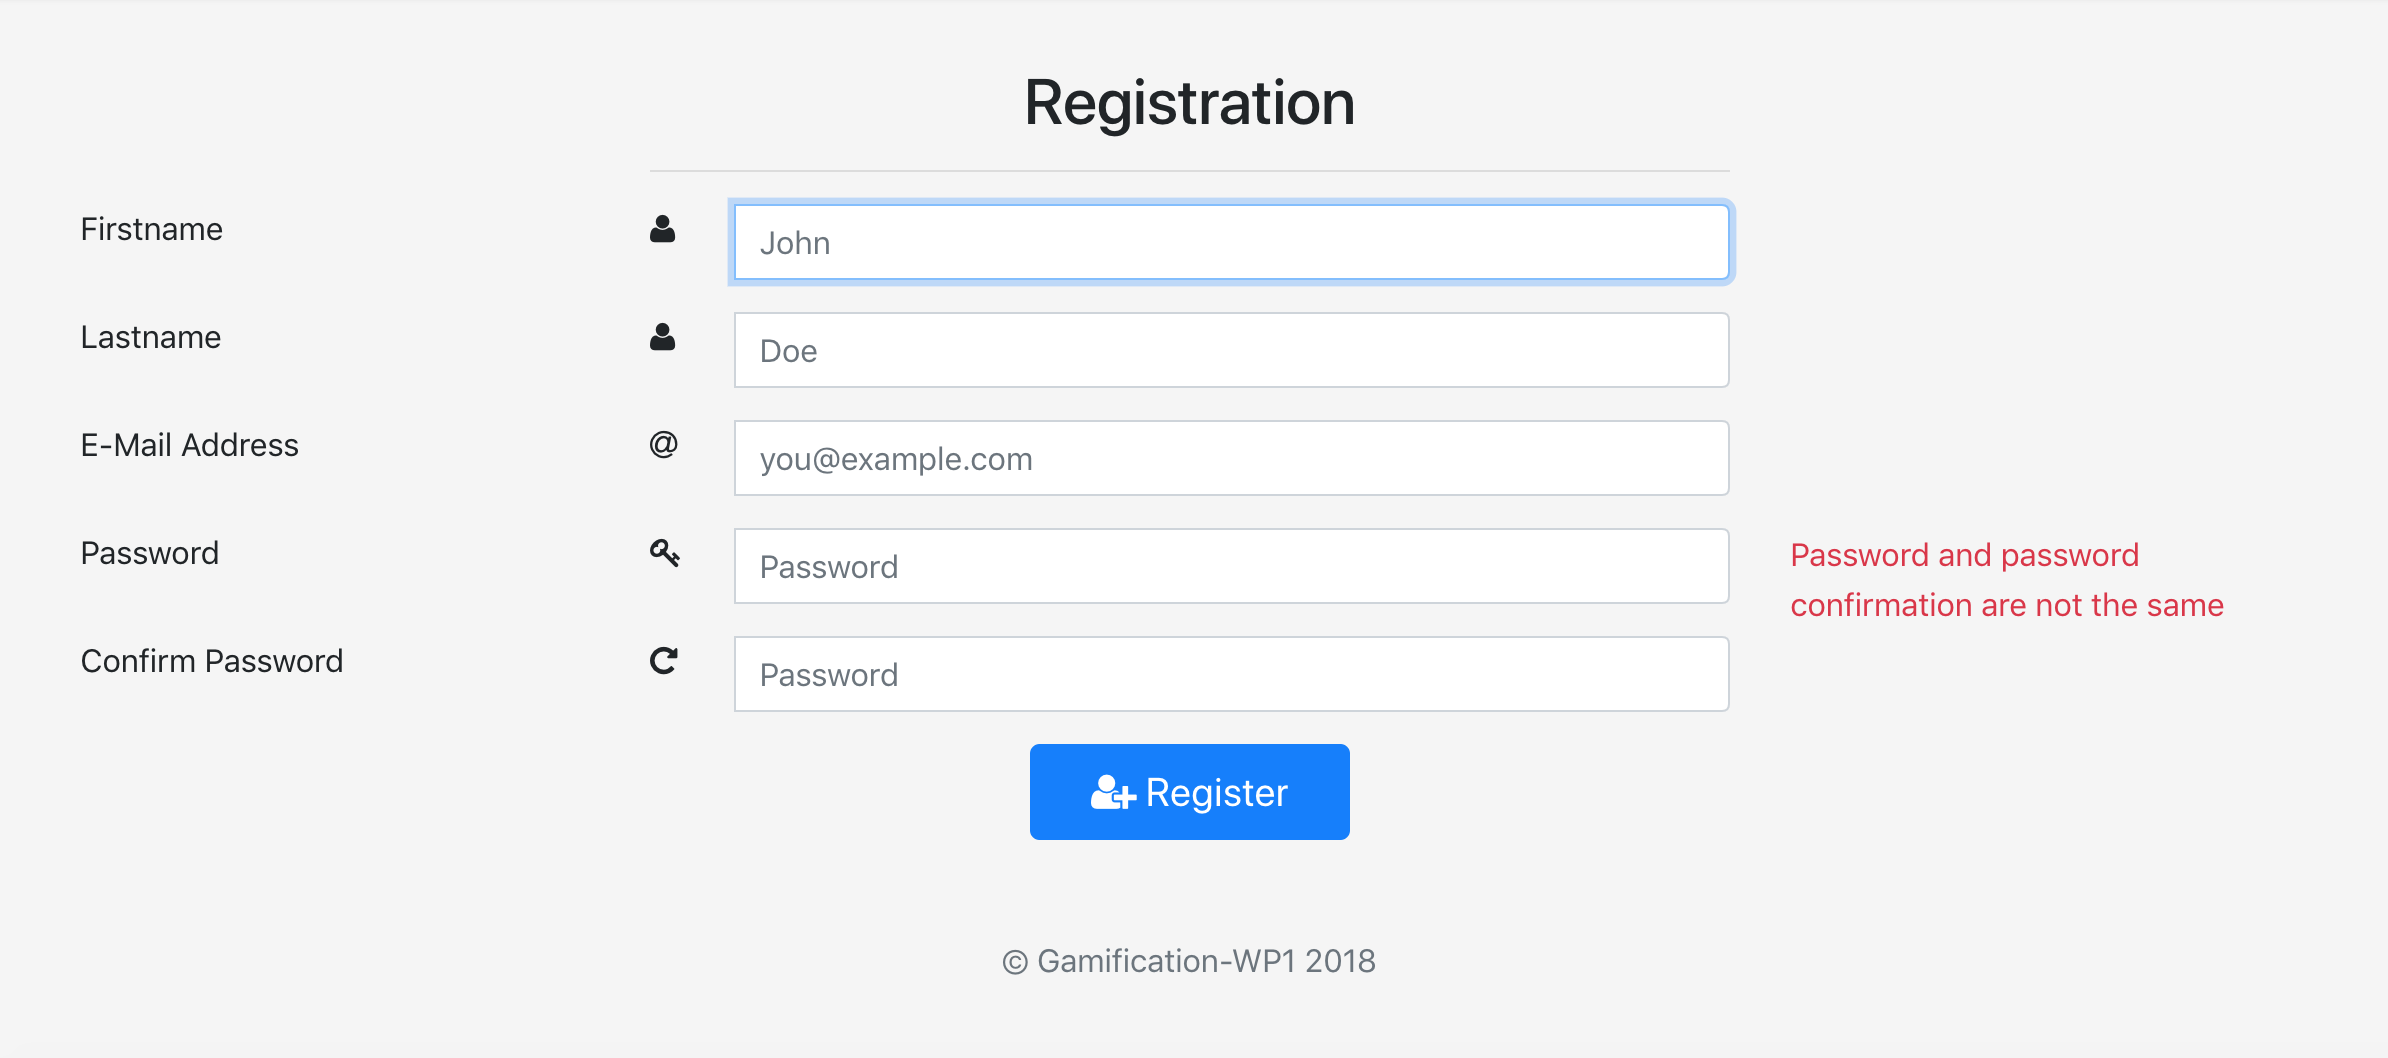 Registration
Firstname
John
Lastname
Doe
E-Mail Address
@
you@example.com
Password
Password
Password and password
confirmation are not the same
Confirm Password
Password
Register
© Gamification-WP1 2018